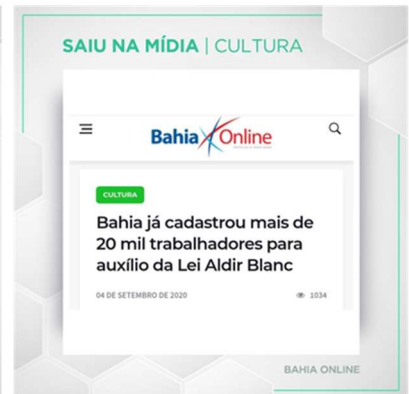 SAIU NA MÍDIA | CULTURA
Bahia Online
CULTURA
Bahia já cadastrou mais de
20 mil trabalhadores para
auxílio da Lei Aldir Blanc
04 DE SETEMBRO DE 2020 1034
BAHIA ONLINE